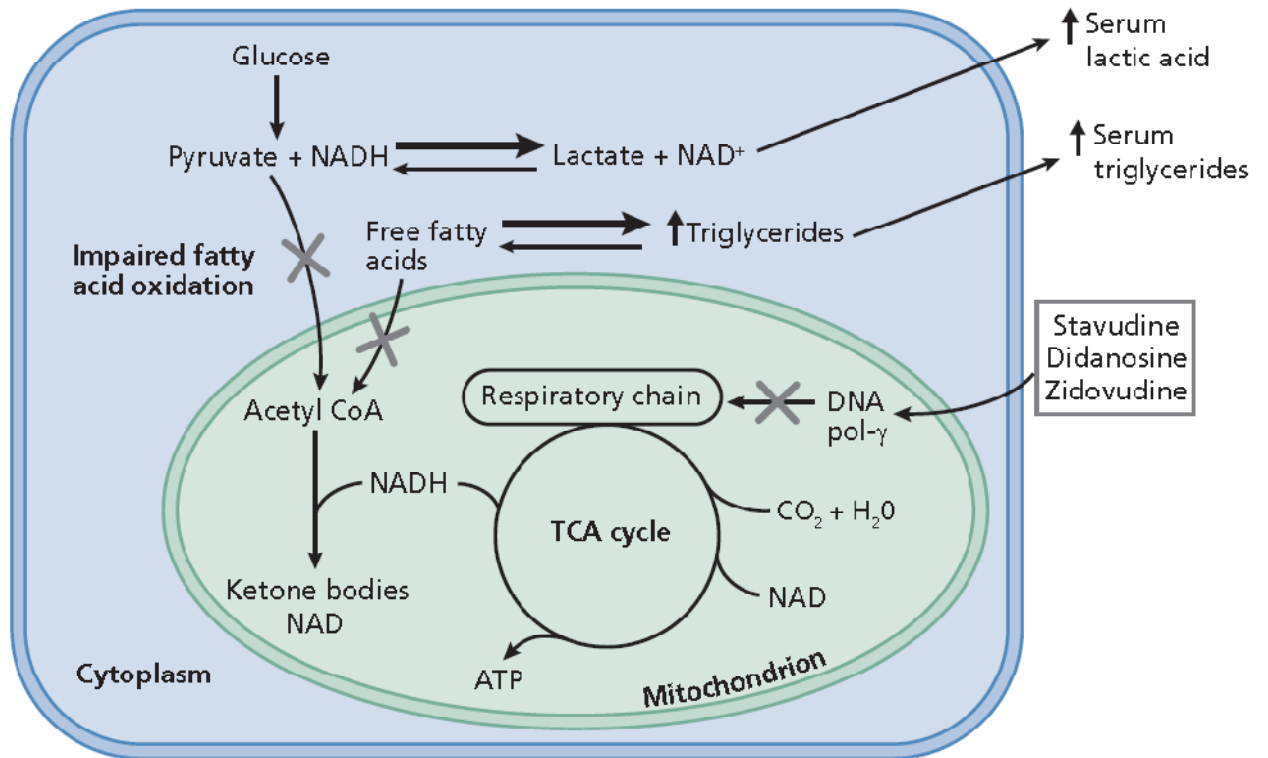 Glucose
Serum
lactic acid
Pyruvate + NADH
Lactate + NAD⁺
Serum
triglycerides
Impaired fatty
acid oxidation
Free fatty
acids
Triglycerides
Stavudine
Didanosine
Zidovudine
Acetyl CoA
Respiratory chain
DNA
pol-γ
NADH
CO₂ + H₂0
TCA cycle
Ketone bodies
NAD
NAD
ATP
Cytoplasm
Mitochondrion